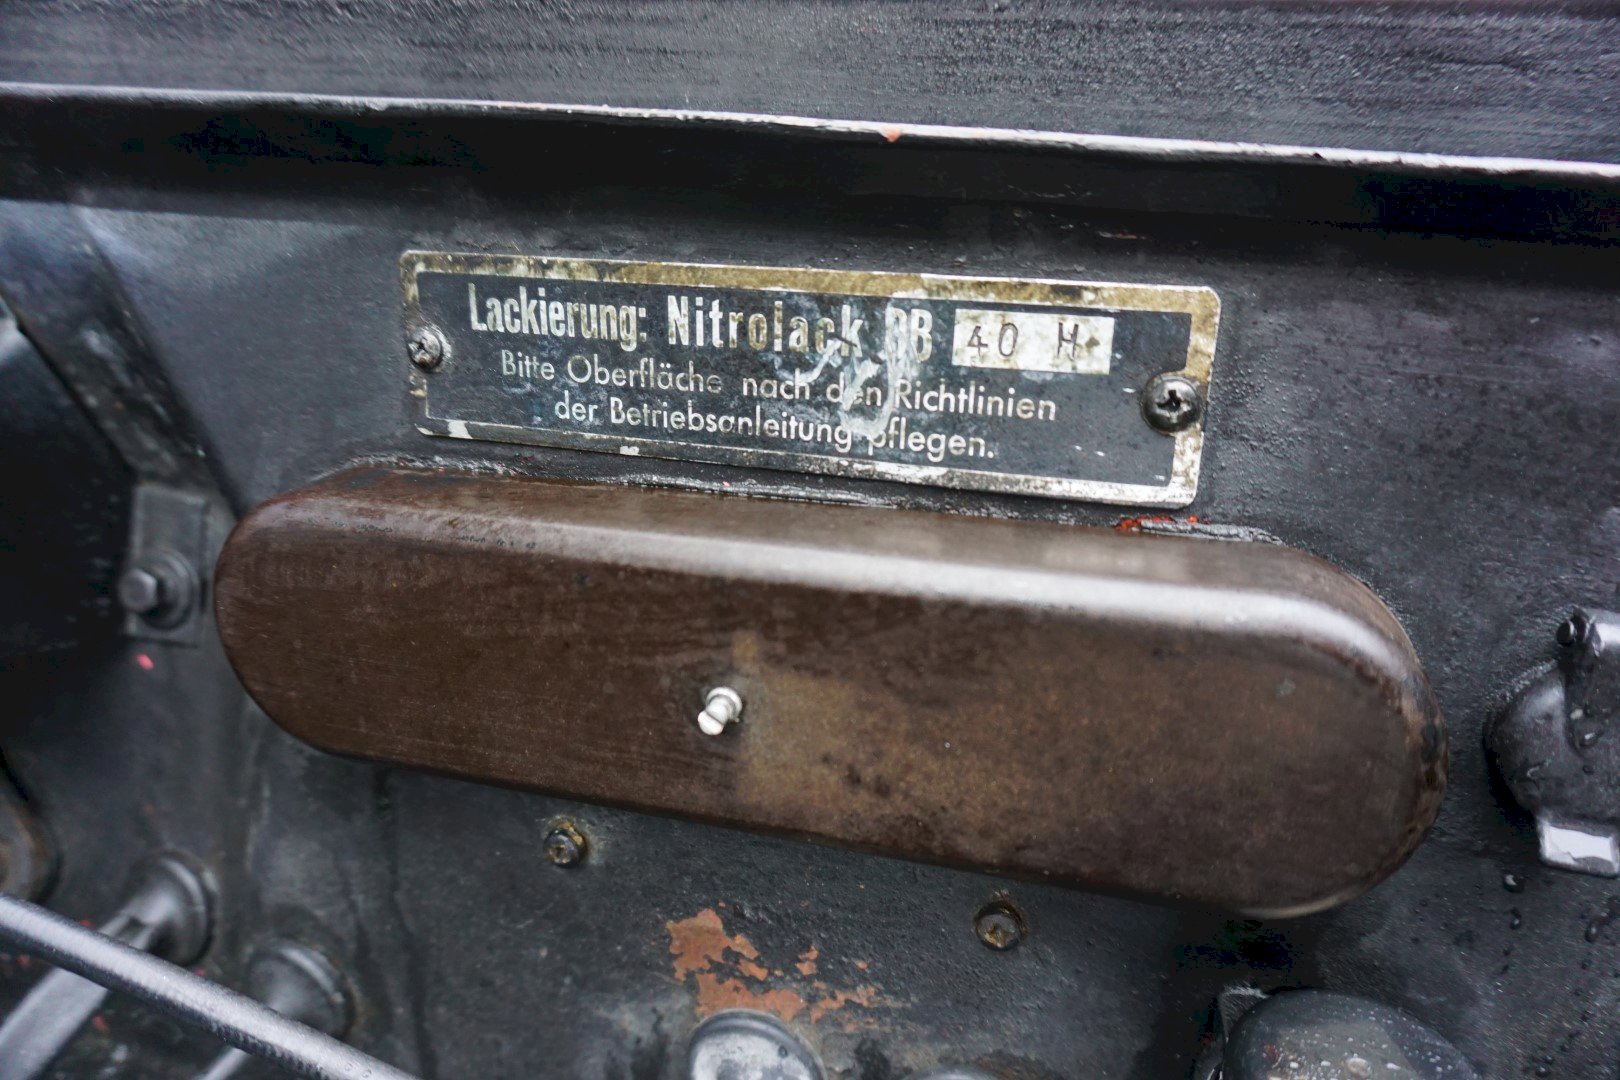 Lackierung: Nitrolack DB 40 H
Bitte Oberfläche nach den Richtlinien
der Betriebsanleitung pflegen.